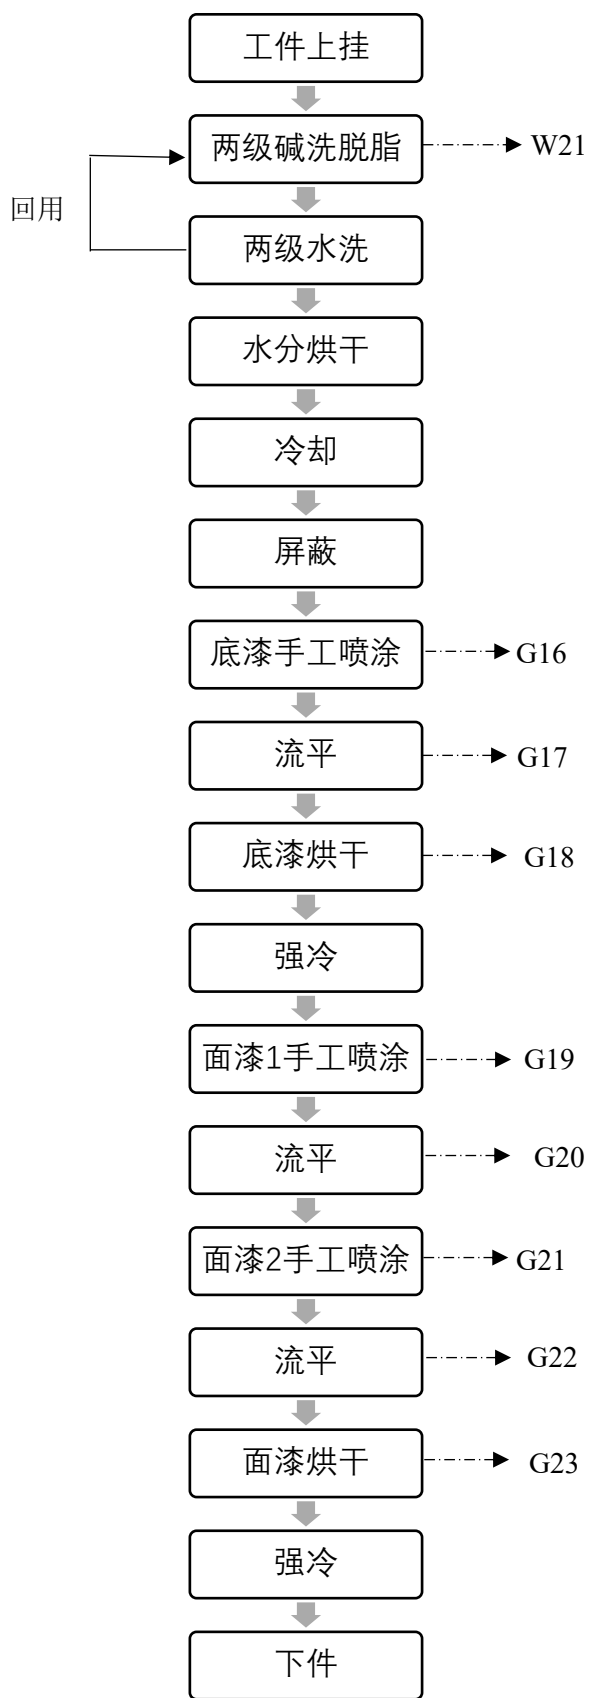 工件上挂
两级碱洗脱脂
W21
回用
两级水洗
水分烘干
冷却
屏蔽
底漆手工喷涂
G16
流平
G17
底漆烘干
G18
强冷
面漆1手工喷涂
G19
流平
G20
面漆2手工喷涂
G21
流平
G22
面漆烘干
G23
强冷
下件